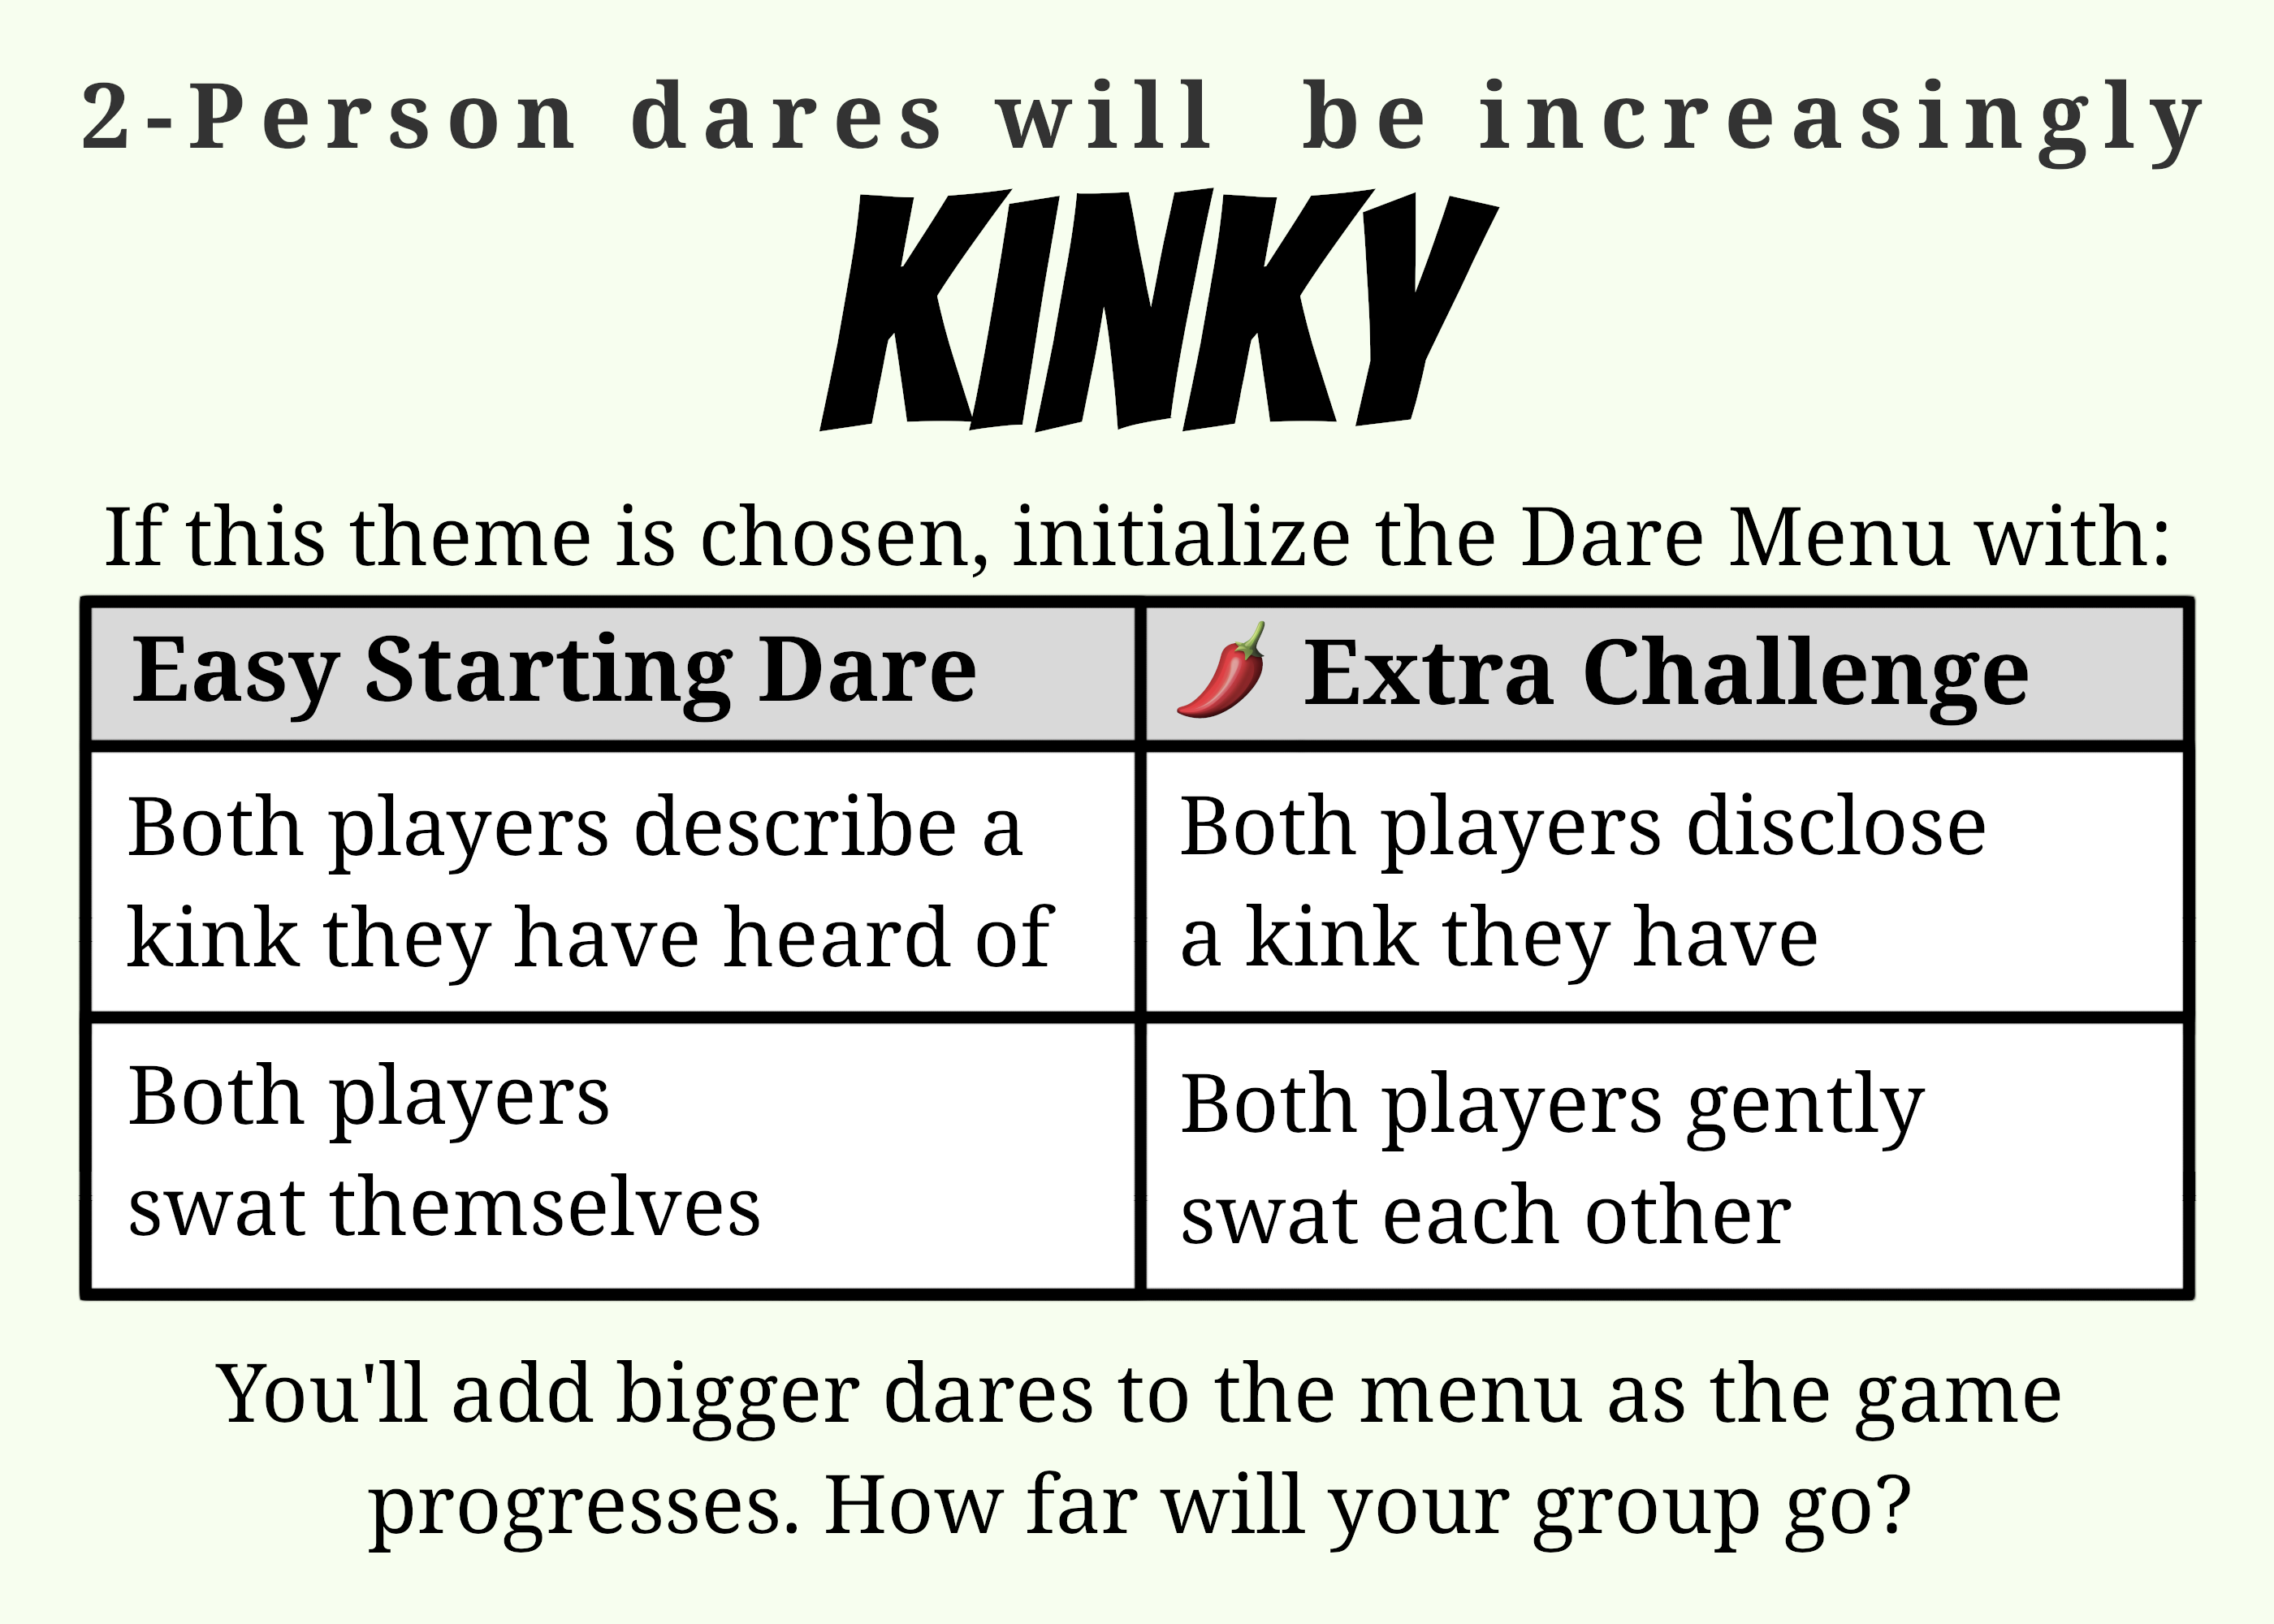 2-Person dares will be increasingly
KINKY
If this theme is chosen, initialize the Dare Menu with:
Easy Starting Dare
🌶️ Extra Challenge
Both players describe a
kink they have heard of
Both players disclose
a kink they have
Both players
swat themselves
Both players gently
swat each other
You'll add bigger dares to the menu as the game
progresses. How far will your group go?